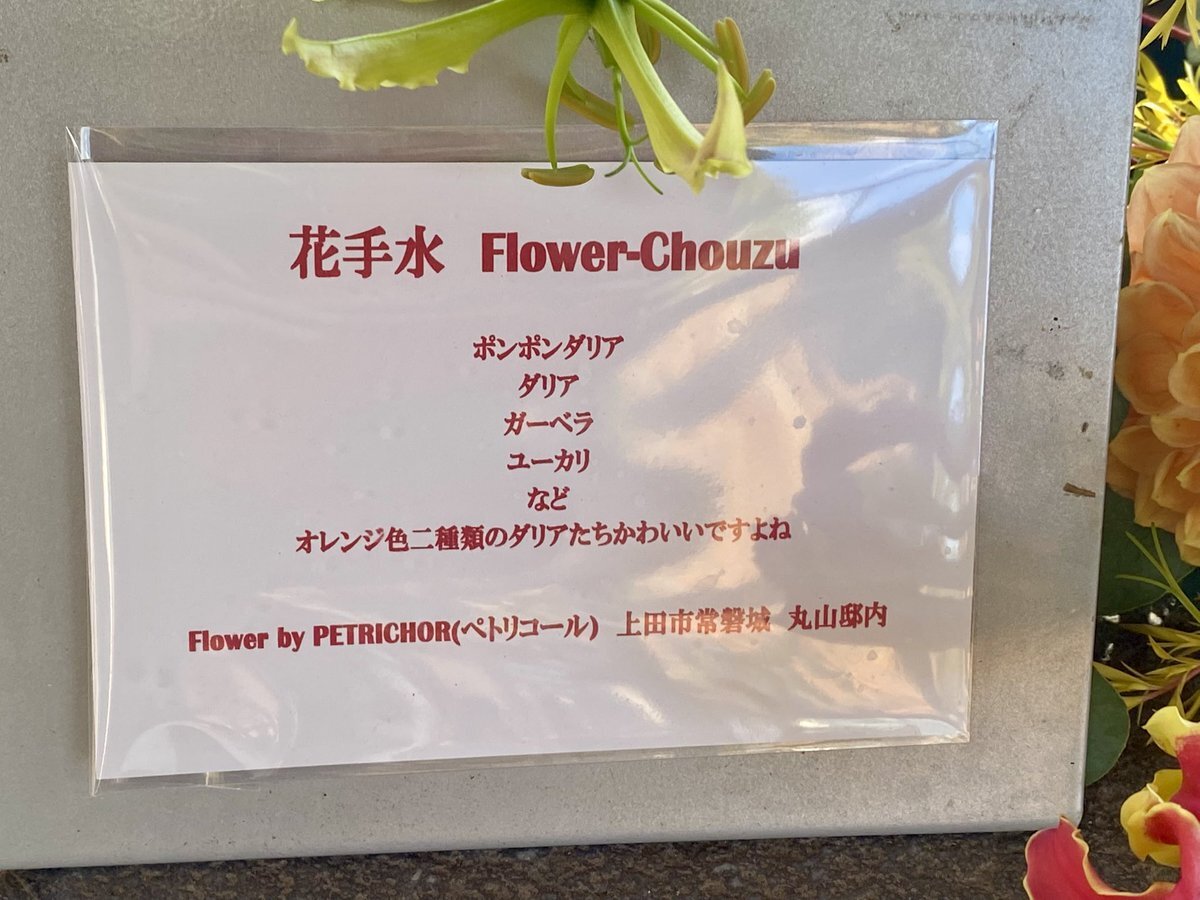 花手水 Flower-Chouzu
ポンポンダリア
ダリア
ガーベラ
ユーカリ
など
オレンジ色二種類のダリアたちかわいいですよね
Flower by PETRICHOR(ペトリコール) 上田市常磐城 丸山邸内